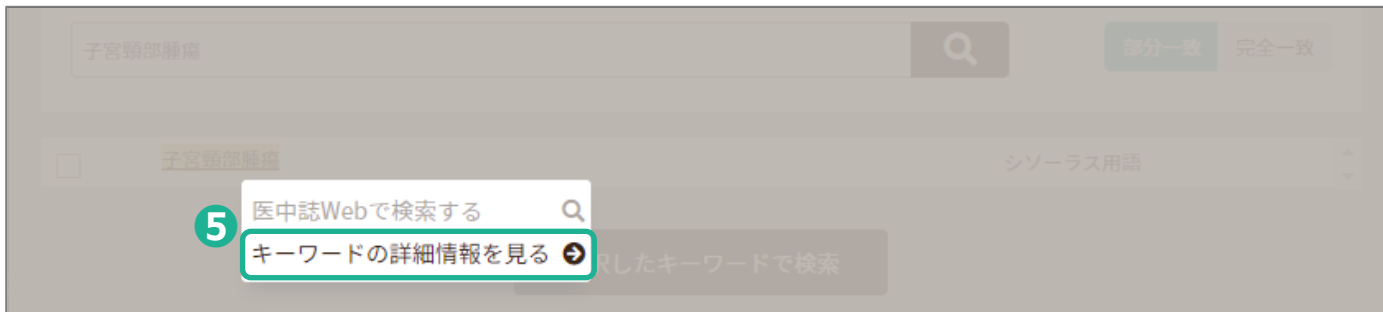 子宮頸部腫瘍
部分一致 完全一致
子宮頸部腫瘍 シソーラス用語
医中誌Webで検索する
5 キーワードの詳細情報を見る
択したキーワードで検索